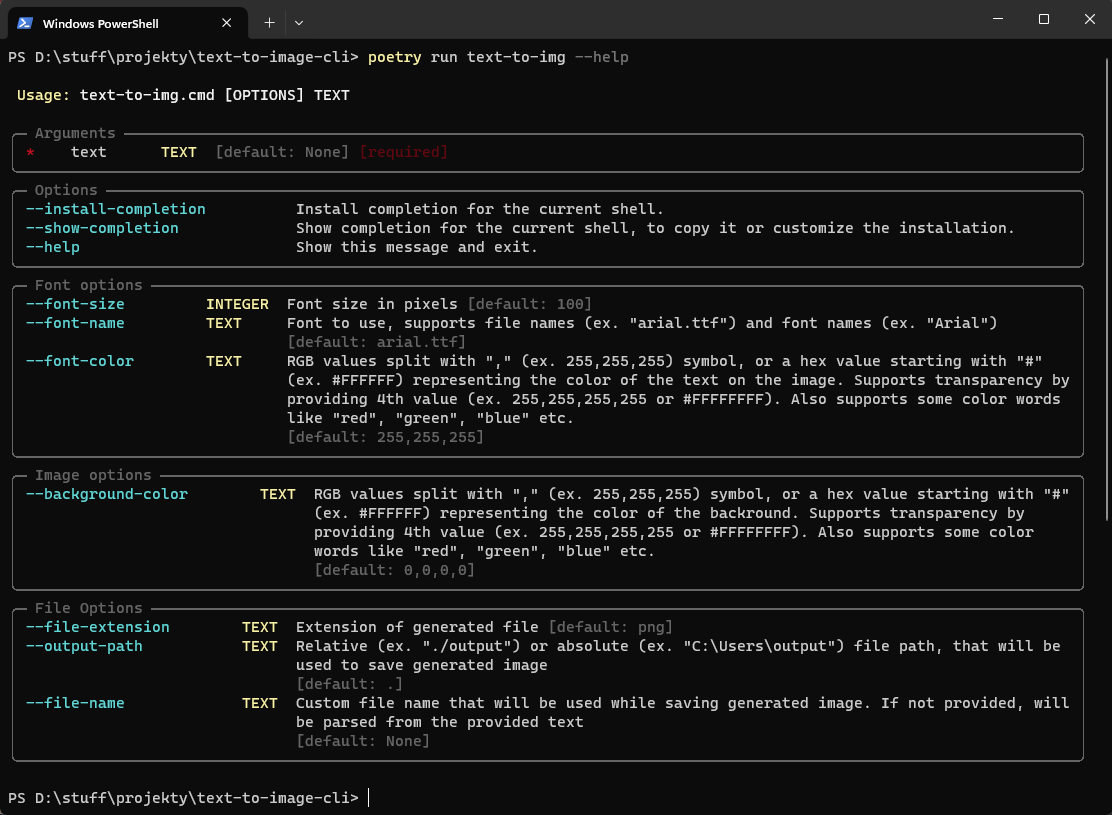 Windows PowerShell
PS D:\stuff\projekty\text-to-image-cli> poetry run text-to-img --help
Usage: text-to-img.cmd [OPTIONS] TEXT
Arguments
* text TEXT [default: None] [required]
Options
--install-completion Install completion for the current shell.
--show-completion Show completion for the current shell, to copy it or customize the installation.
--help Show this message and exit.
Font options
--font-size INTEGER Font size in pixels [default: 100]
--font-name TEXT Font to use, supports file names (ex. "arial.ttf") and font names (ex. "Arial")
[default: arial.ttf]
--font-color TEXT RGB values split with "," (ex. 255,255,255) symbol, or a hex value starting with "#"
(ex. #FFFFFF) representing the color of the text on the image. Supports transparency by
providing 4th value (ex. 255,255,255,255 or #FFFFFFFF). Also supports some color words
like "red", "green", "blue" etc.
[default: 255,255,255]
Image options
--background-color TEXT RGB values split with "," (ex. 255,255,255) symbol, or a hex value starting with "#"
(ex. #FFFFFF) representing the color of the backround. Supports transparency by
providing 4th value (ex. 255,255,255,255 or #FFFFFFFF). Also supports some color
words like "red", "green", "blue" etc.
[default: 0,0,0,0]
File Options
--file-extension TEXT Extension of generated file [default: png]
--output-path TEXT Relative (ex. "./output") or absolute (ex. "C:\Users\output") file path, that will be
used to save generated image
[default: .]
--file-name TEXT Custom file name that will be used while saving generated image. If not provided, will
be parsed from the provided text
[default: None]
PS D:\stuff\projekty\text-to-image-cli>